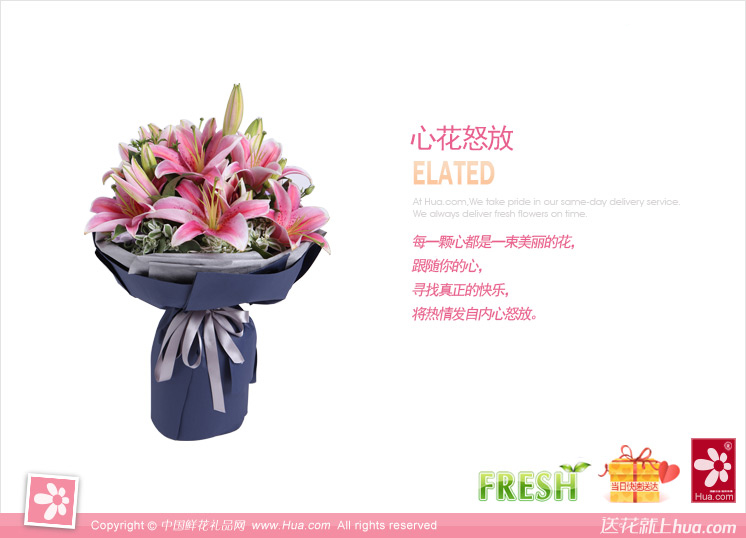 心花怒放
ELATED
At Hua.com,We take pride in our same-day delivery service.
We always deliver fresh flowers on time.
每一颗心都是一束美丽的花，
跟随你的心，
寻找真正的快乐，
将热情发自内心怒放。
FRESH
当日快速送达
Hua.com
Copyright © 中国鲜花礼品网 www.Hua.com All rights reserved
送花就上hua.com